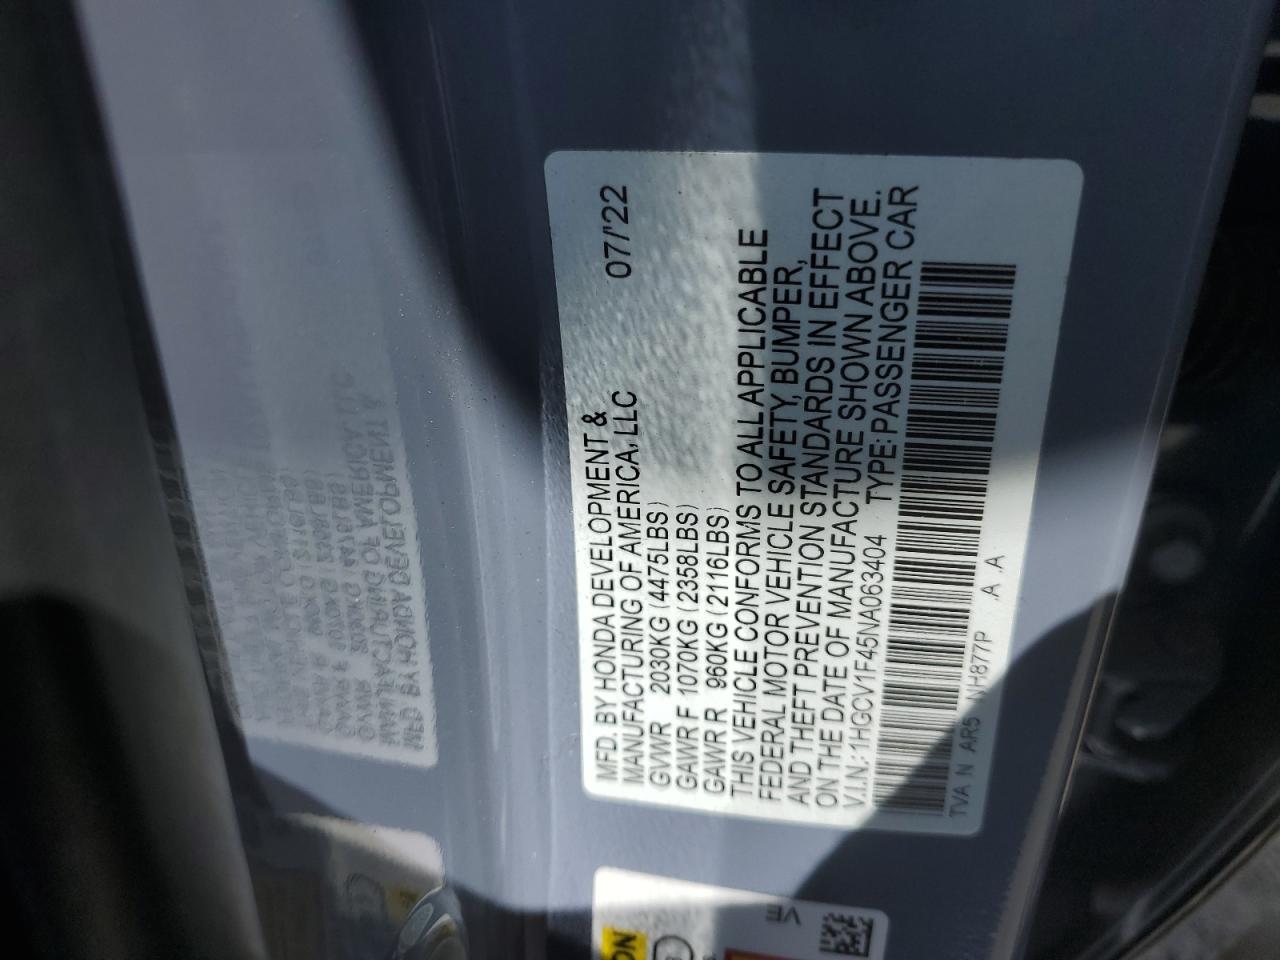 MFD. BY HONDA DEVELOPMENT &
MANUFACTURING OF AMERICA, LLC 07/'22
GVWR 2030KG (4475LBS)
GAWR F 1070KG (2358LBS)
GAWR R 960KG (2116LBS)
THIS VEHICLE CONFORMS TO ALL APPLICABLE
FEDERAL MOTOR VEHICLE SAFETY, BUMPER,
AND THEFT PREVENTION STANDARDS IN EFFECT
ON THE DATE OF MANUFACTURE SHOWN ABOVE.
V.I.N.: 1HGCV1F45NA063404 TYPE: PASSENGER CAR
TVA N AR5 NH877P A A
VE